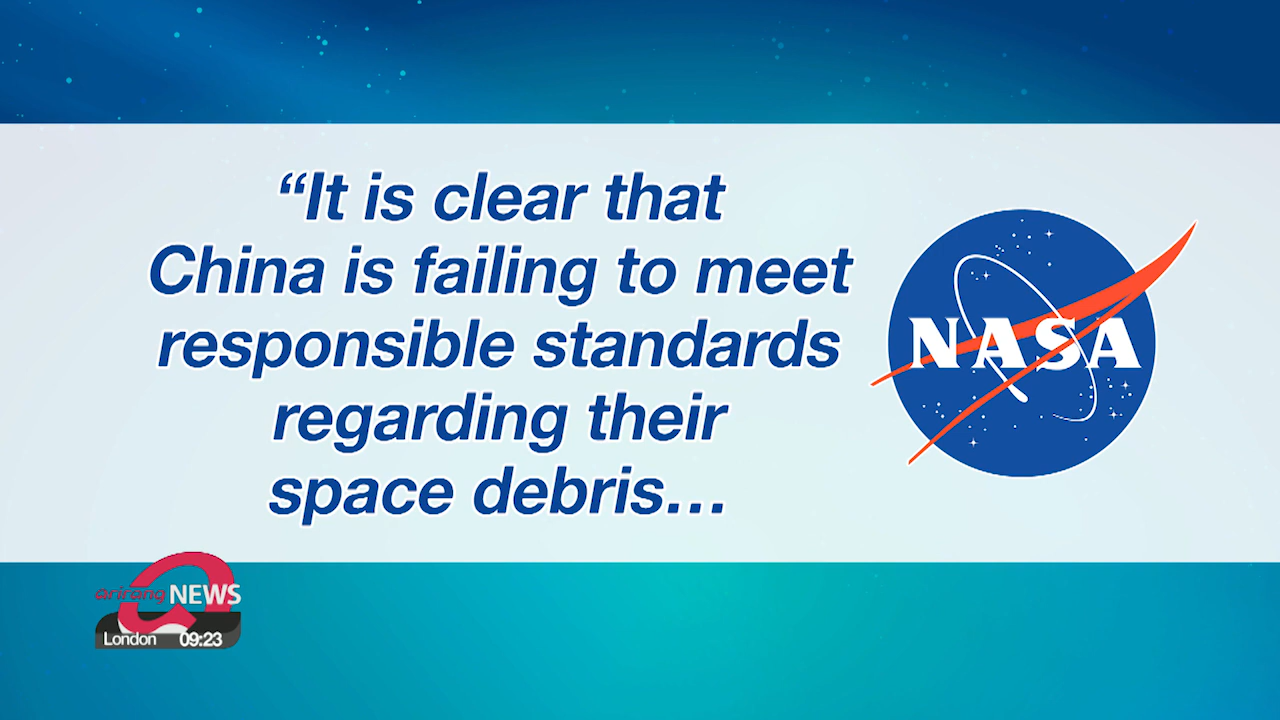 “It is clear that
China is failing to meet
responsible standards
regarding their
space debris...
NASA
arirang NEWS
London 09:23